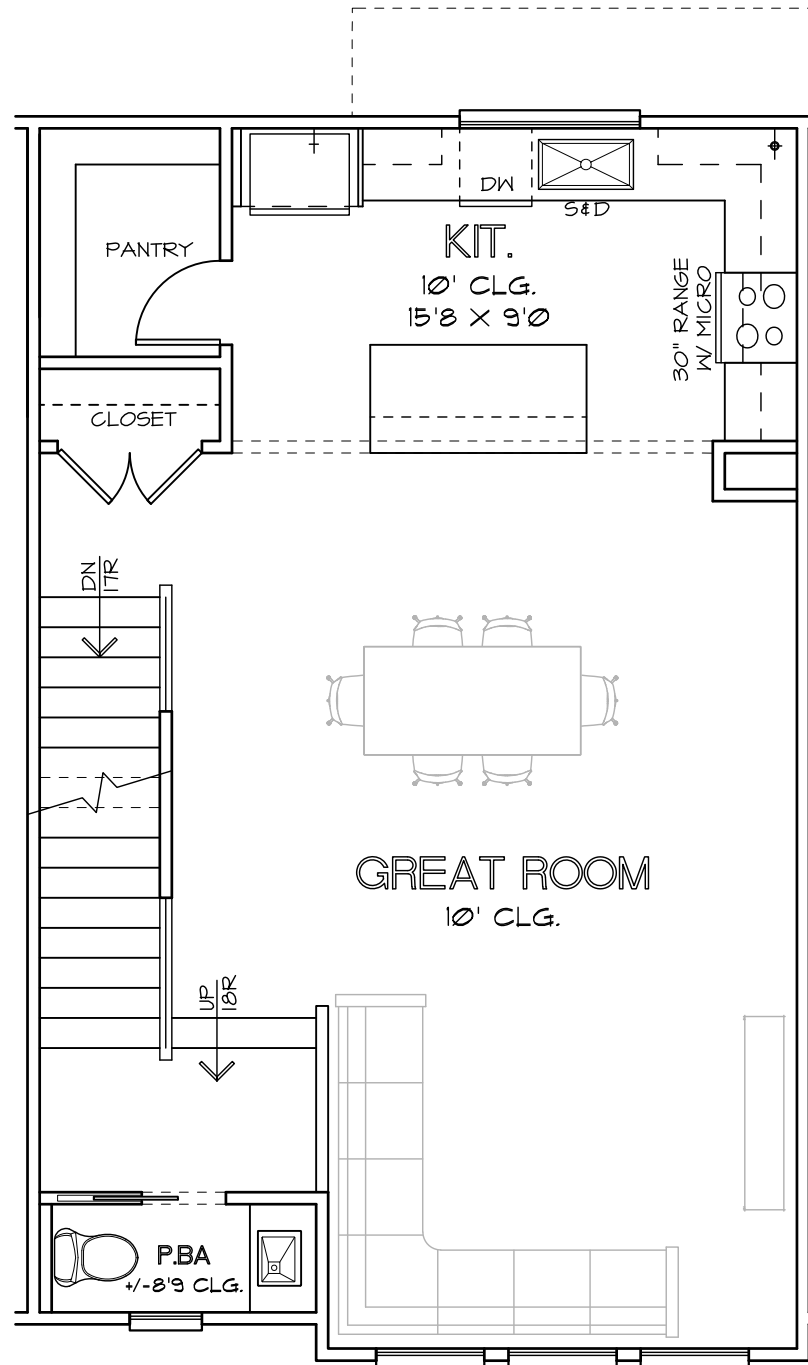 DW
S&D
PANTRY
KIT.
10' CLG.
15'8 X 9'0
30" RANGE
W/ MICRO
CLOSET
DN
17R
GREAT ROOM
10' CLG.
UP
18R
P.BA
+/-8'9 CLG.